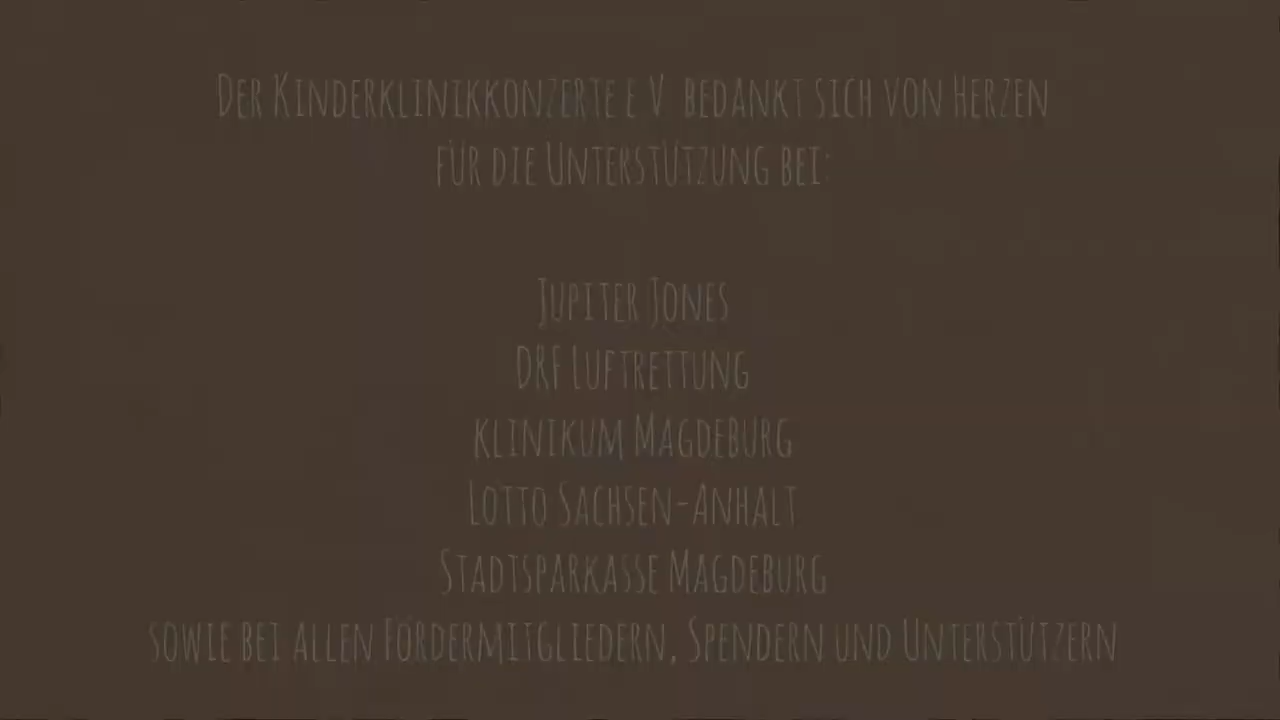 Der Kinderklinikkonzerte e.V. bedankt sich von Herzen
für die Unterstützung bei:
Jupiter Jones
DRF Luftrettung
Klinikum Magdeburg
Lotto Sachsen-Anhalt
Stadtsparkasse Magdeburg
sowie bei allen Fördermitgliedern, Spendern und Unterstützern